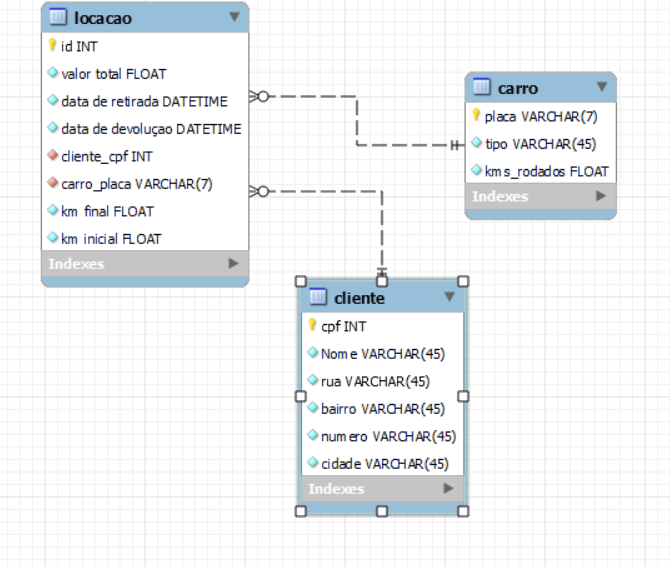 locacao
id INT
valor total FLOAT
data de retirada DATETIME
data de devoluçao DATETIME
cliente_cpf INT
carro_placa VARCHAR(7)
km final FLOAT
km inicial FLOAT
Indexes
carro
placa VARCHAR(7)
tipo VARCHAR(45)
kms_rodados FLOAT
Indexes
cliente
cpf INT
Nome VARCHAR(45)
rua VARCHAR(45)
bairro VARCHAR(45)
numero VARCHAR(45)
cidade VARCHAR(45)
Indexes